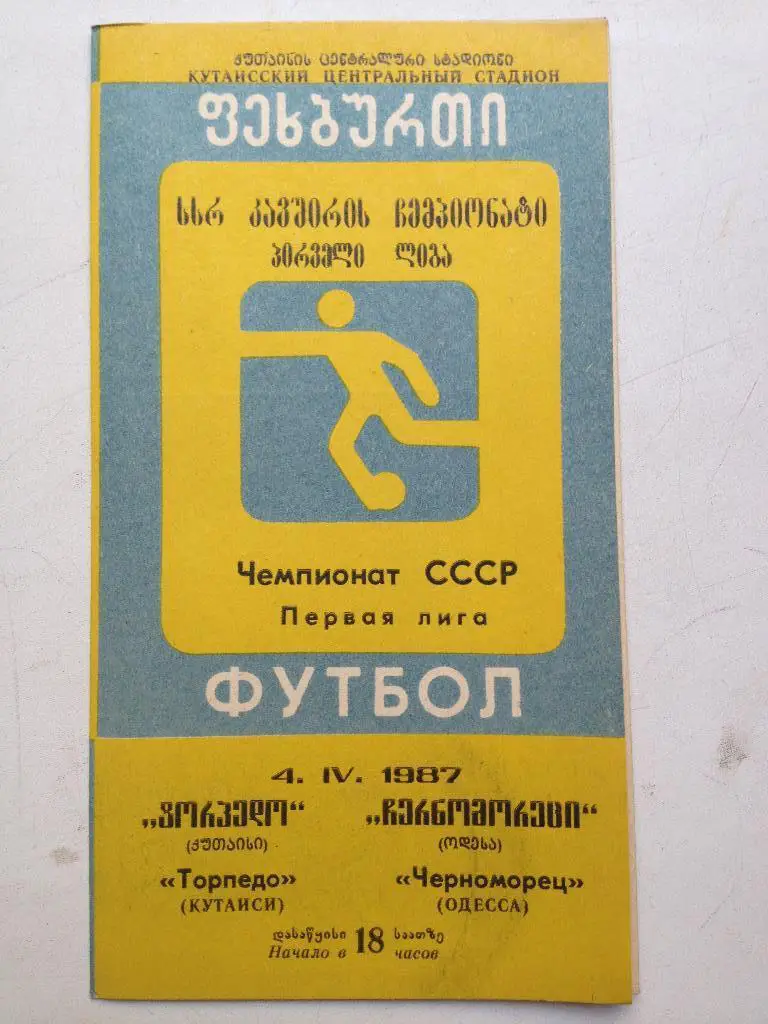 ქუთაისის ცენტრალური სტადიონი
КУТАИССКИЙ ЦЕНТРАЛЬНЫЙ СТАДИОН
ფეხბურთი
სსრ კავშირის ჩემპიონატი
პირველი ლიგა
Чемпионат СССР
Первая лига
ФУТБОЛ
4. IV. 1987
„ტორპედო“ „ჩერნომორეცი“
(ქუთაისი) (ოდესა)
«Торпедо» «Черноморец»
(КУТАИСИ) (ОДЕССА)
დასაწყისი 18 საათზე
Начало в часов